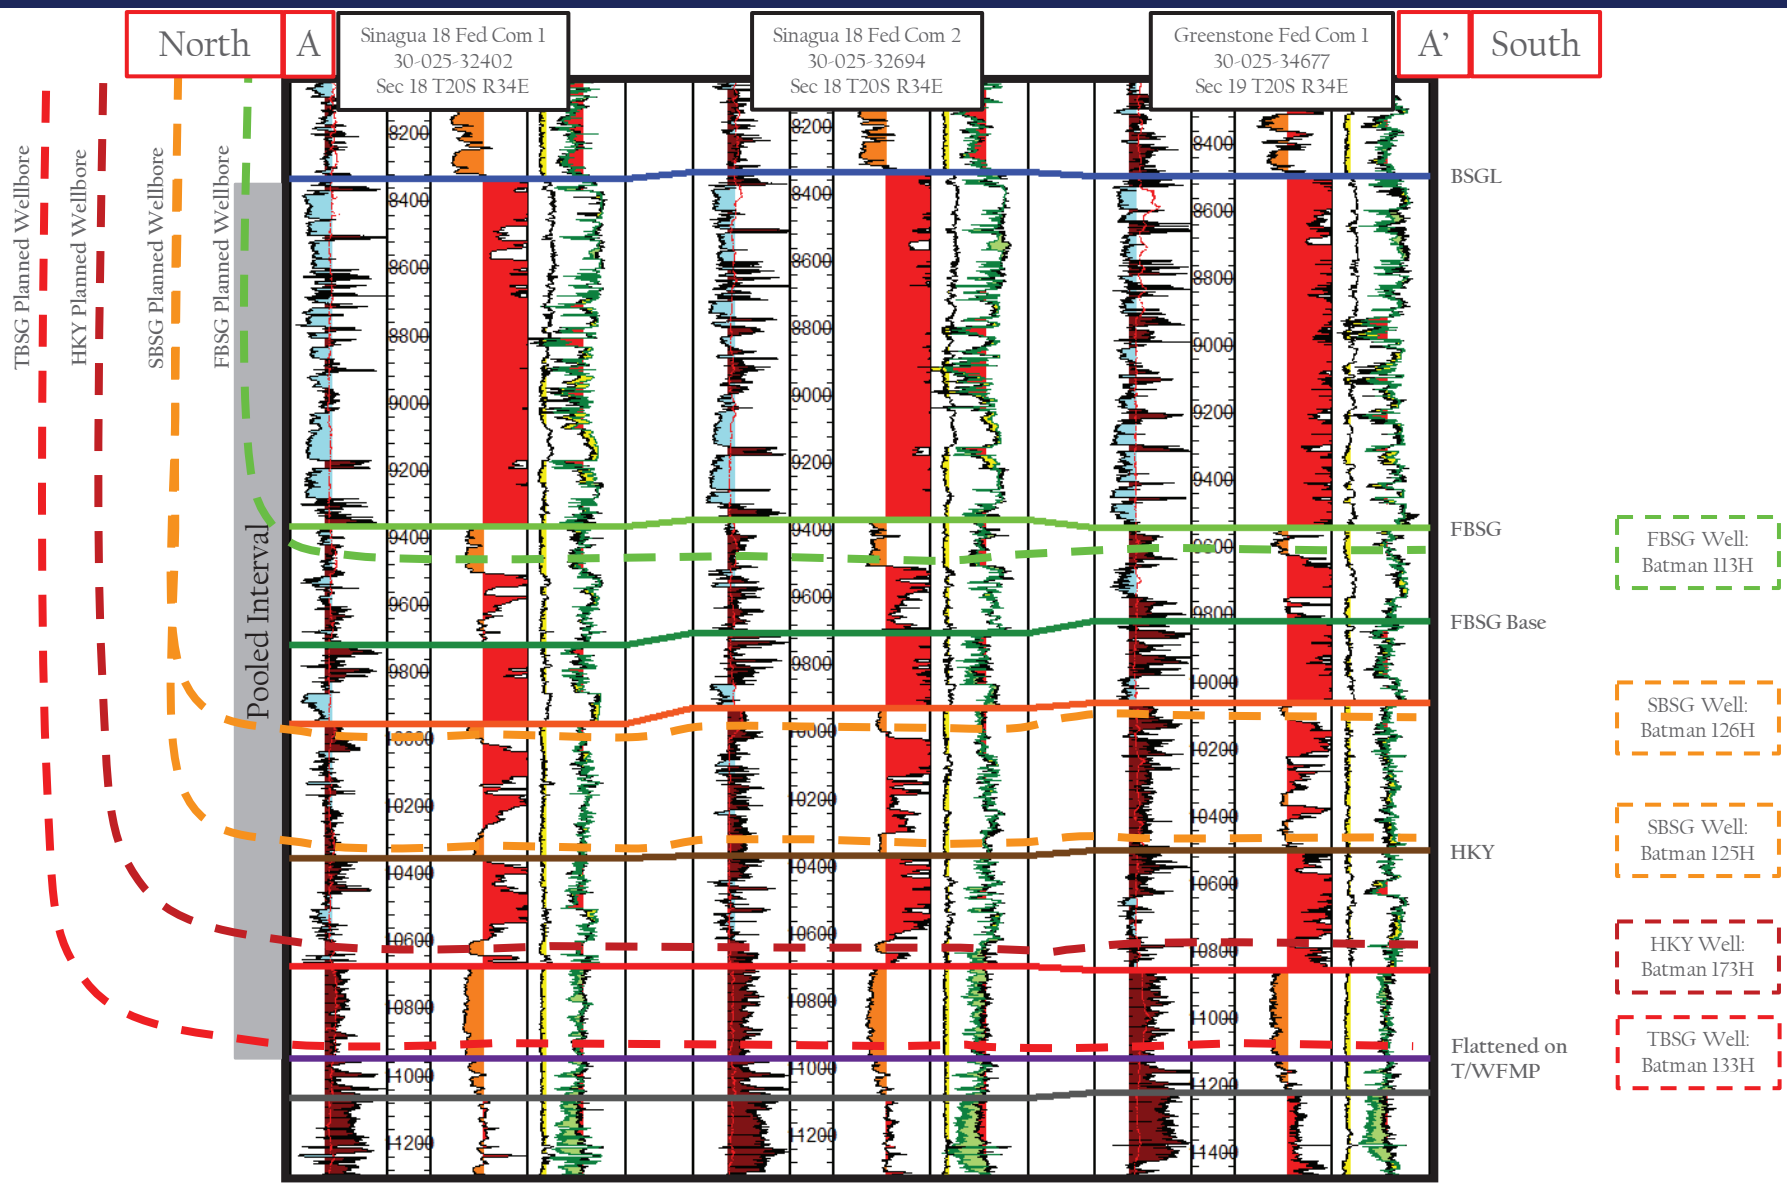 North
A
Sinagua 18 Fed Com 1
30-025-32402
Sec 18 T20S R34E
Sinagua 18 Fed Com 2
30-025-32694
Sec 18 T20S R34E
Greenstone Fed Com 1
30-025-34677
Sec 19 T20S R34E
A’
South
TBSG Planned Wellbore
HKY Planned Wellbore
SBSG Planned Wellbore
FBSG Planned Wellbore
Pooled Interval
8200
8400
8600
8800
9000
9200
9400
9600
9800
10000
10200
10400
10600
10800
11000
11200
8200
8400
8600
8800
9000
9200
9400
9600
9800
10000
10200
10400
10600
10800
11000
11200
8400
8600
8800
9000
9200
9400
9600
9800
10000
10200
10400
10600
10800
11000
11200
11400
BSGL
FBSG
FBSG Base
HKY
Flattened on
T/WFMP
FBSG Well:
Batman 113H
SBSG Well:
Batman 126H
SBSG Well:
Batman 125H
HKY Well:
Batman 173H
TBSG Well:
Batman 133H